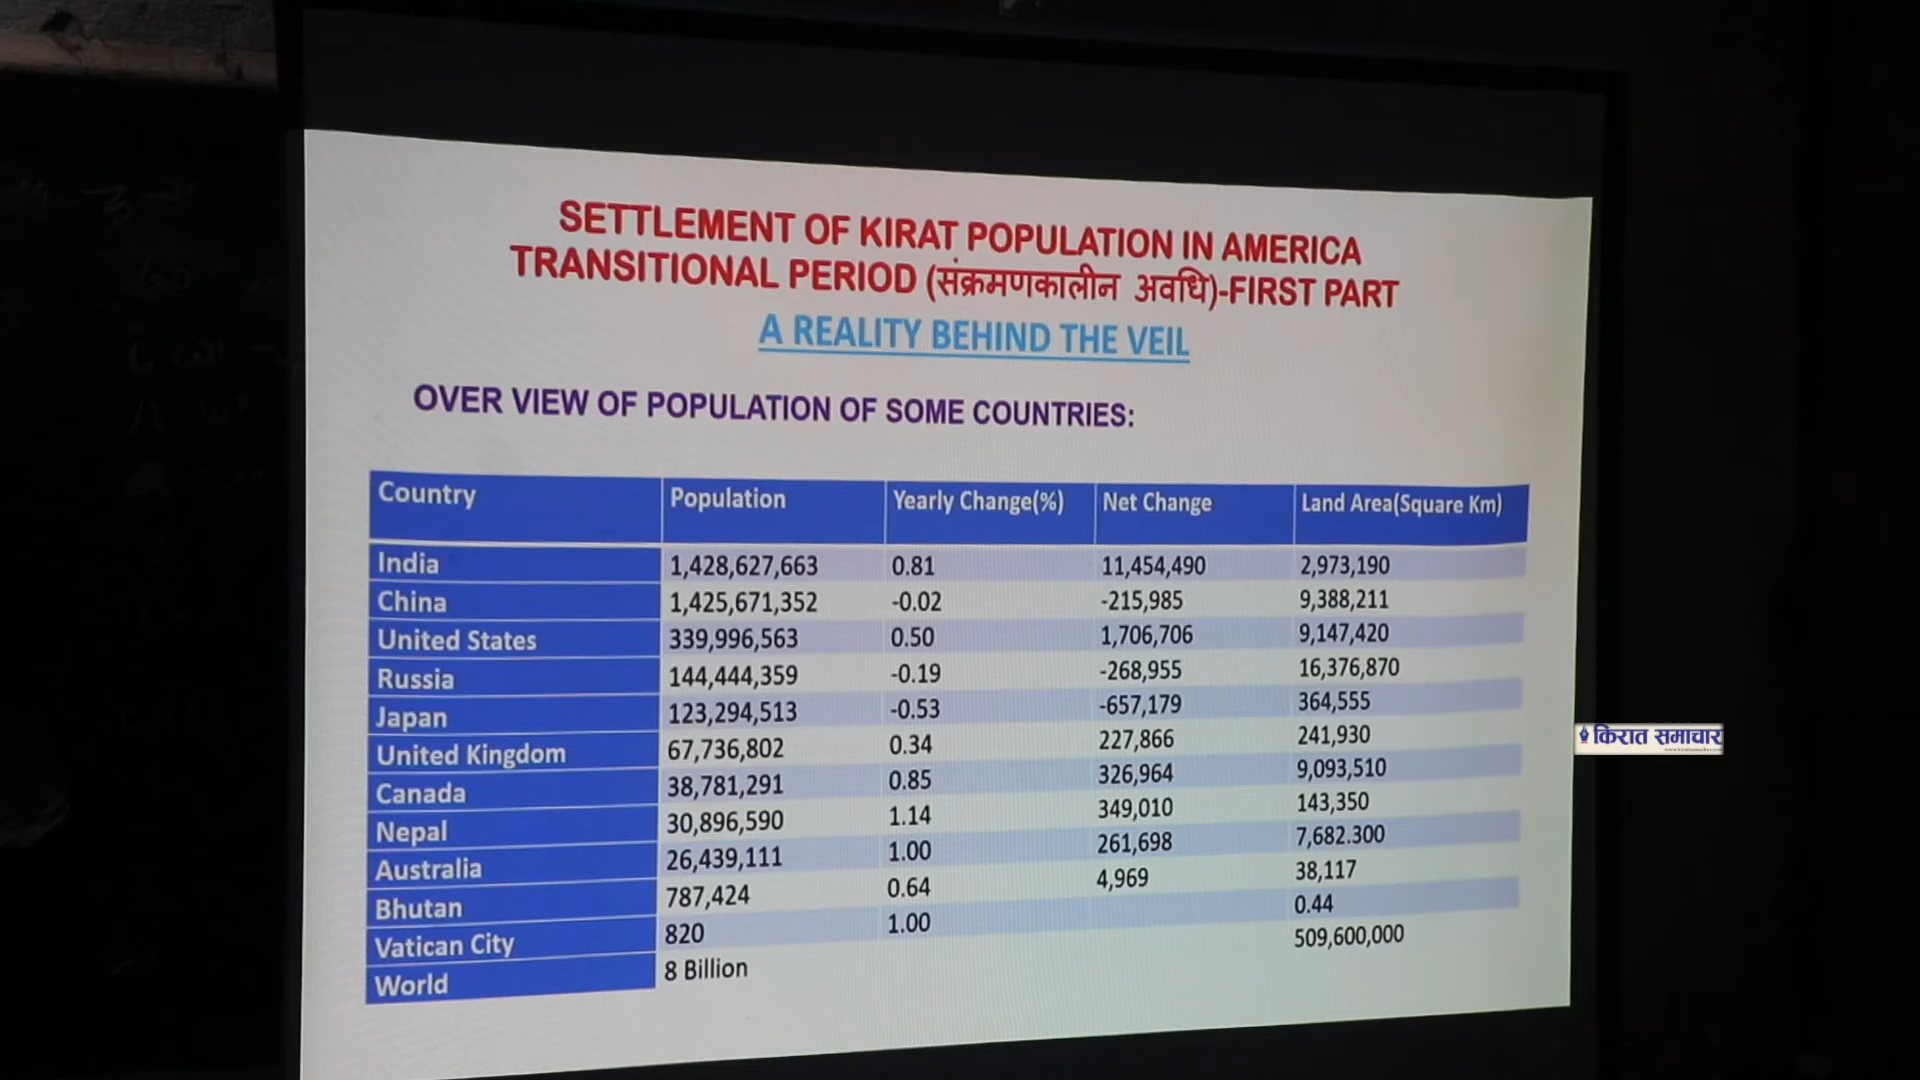 SETTLEMENT OF KIRAT POPULATION IN AMERICA
TRANSITIONAL PERIOD (संक्रमणकालीन अवधि)-FIRST PART
A REALITY BEHIND THE VEIL
OVER VIEW OF POPULATION OF SOME COUNTRIES:
Country Population Yearly Change(%) Net Change Land Area(Square Km)
India 1,428,627,663 0.81 11,454,490 2,973,190
China 1,425,671,352 -0.02 -215,985 9,388,211
United States 339,996,563 0.50 1,706,706 9,147,420
Russia 144,444,359 -0.19 -268,955 16,376,870
Japan 123,294,513 -0.53 -657,179 364,555
United Kingdom 67,736,802 0.34 227,866 241,930
Canada 38,781,291 0.85 326,964 9,093,510
Nepal 30,896,590 1.14 349,010 143,350
Australia 26,439,111 1.00 261,698 7,682.300
Bhutan 787,424 0.64 4,969 38,117
Vatican City 820 1.00 0.44
World 8 Billion 509,600,000
किरात समाचार